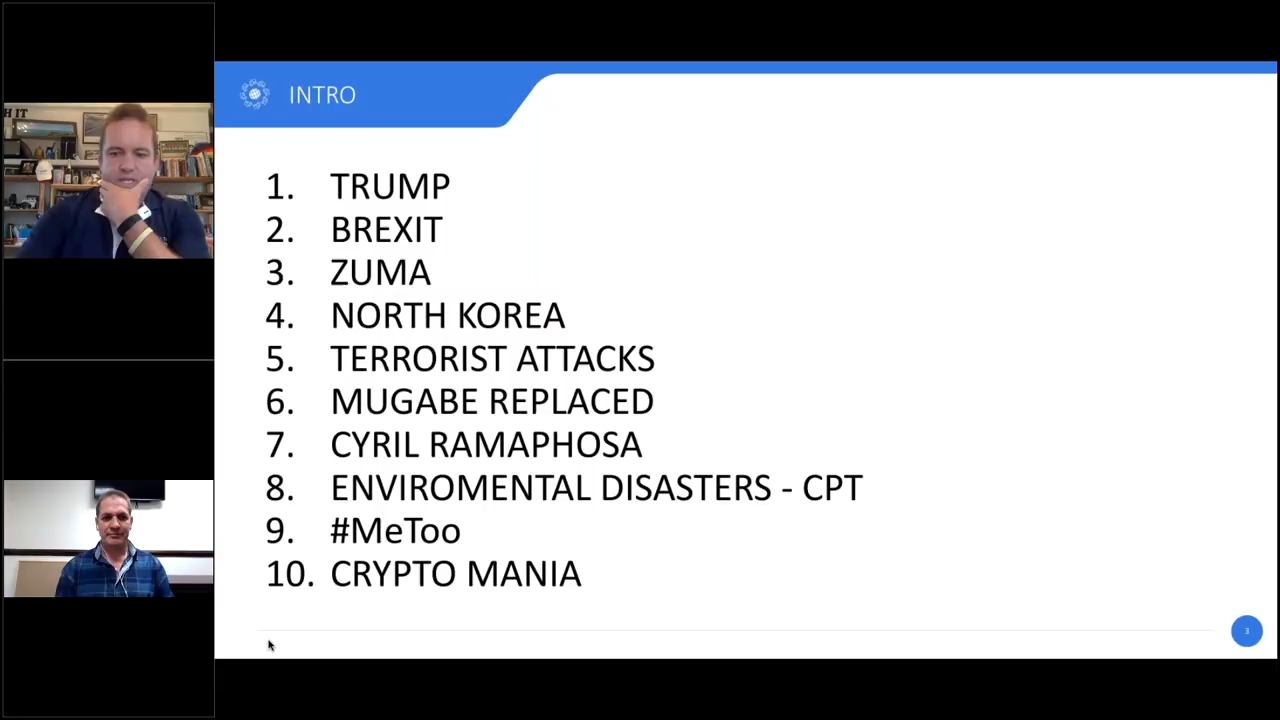 H IT
INTRO
1. TRUMP
2. BREXIT
3. ZUMA
4. NORTH KOREA
5. TERRORIST ATTACKS
6. MUGABE REPLACED
7. CYRIL RAMAPHOSA
8. ENVIROMENTAL DISASTERS - CPT
9. #MeToo
10. CRYPTO MANIA
3